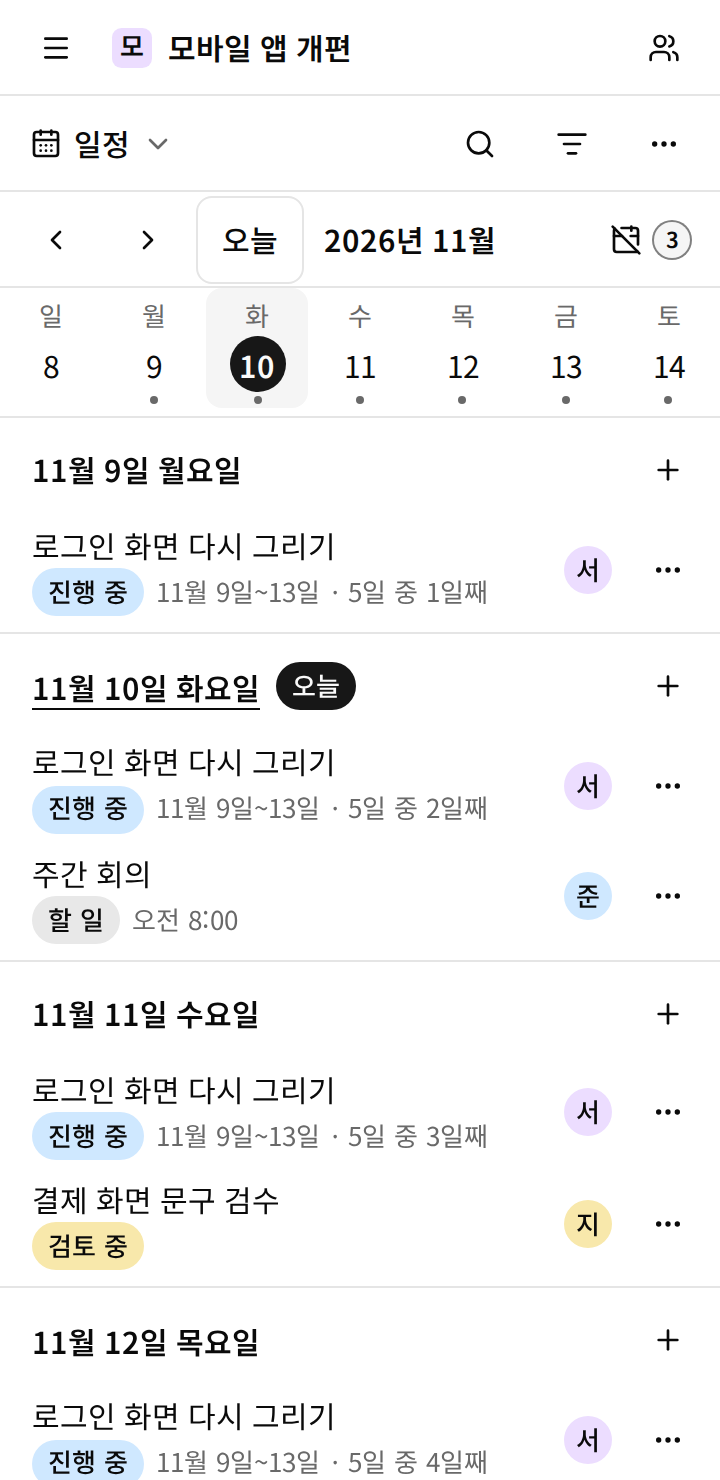 모 모바일 앱 개편
일정
오늘 2026년 11월 3
일 월 화 수 목 금 토
8 9 10 11 12 13 14
11월 9일 월요일
로그인 화면 다시 그리기
서
진행 중 11월 9일~13일 · 5일 중 1일째
11월 10일 화요일 오늘
로그인 화면 다시 그리기
서
진행 중 11월 9일~13일 · 5일 중 2일째
주간 회의
준
할 일 오전 8:00
11월 11일 수요일
로그인 화면 다시 그리기
서
진행 중 11월 9일~13일 · 5일 중 3일째
결제 화면 문구 검수
지
검토 중
11월 12일 목요일
로그인 화면 다시 그리기
서
진행 중 11월 9일~13일 · 5일 중 4일째